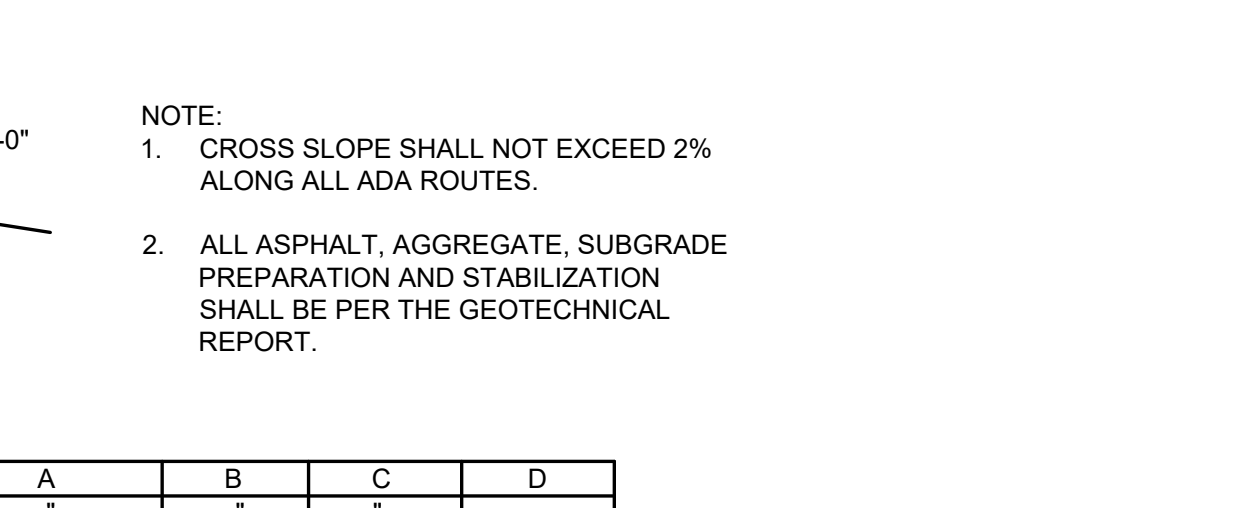 NOTE:
-0"
1. CROSS SLOPE SHALL NOT EXCEED 2%
ALONG ALL ADA ROUTES.
2. ALL ASPHALT, AGGREGATE, SUBGRADE
PREPARATION AND STABILIZATION
SHALL BE PER THE GEOTECHNICAL
REPORT.
A B C D
" " "